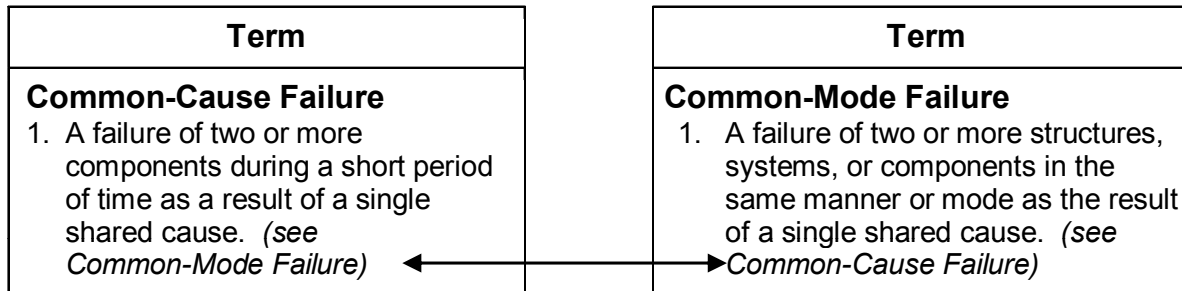 Term
Common-Cause Failure
1. A failure of two or more
components during a short period
of time as a result of a single
shared cause. (see
Common-Mode Failure)
Term
Common-Mode Failure
1. A failure of two or more structures,
systems, or components in the
same manner or mode as the result
of a single shared cause. (see
Common-Cause Failure)